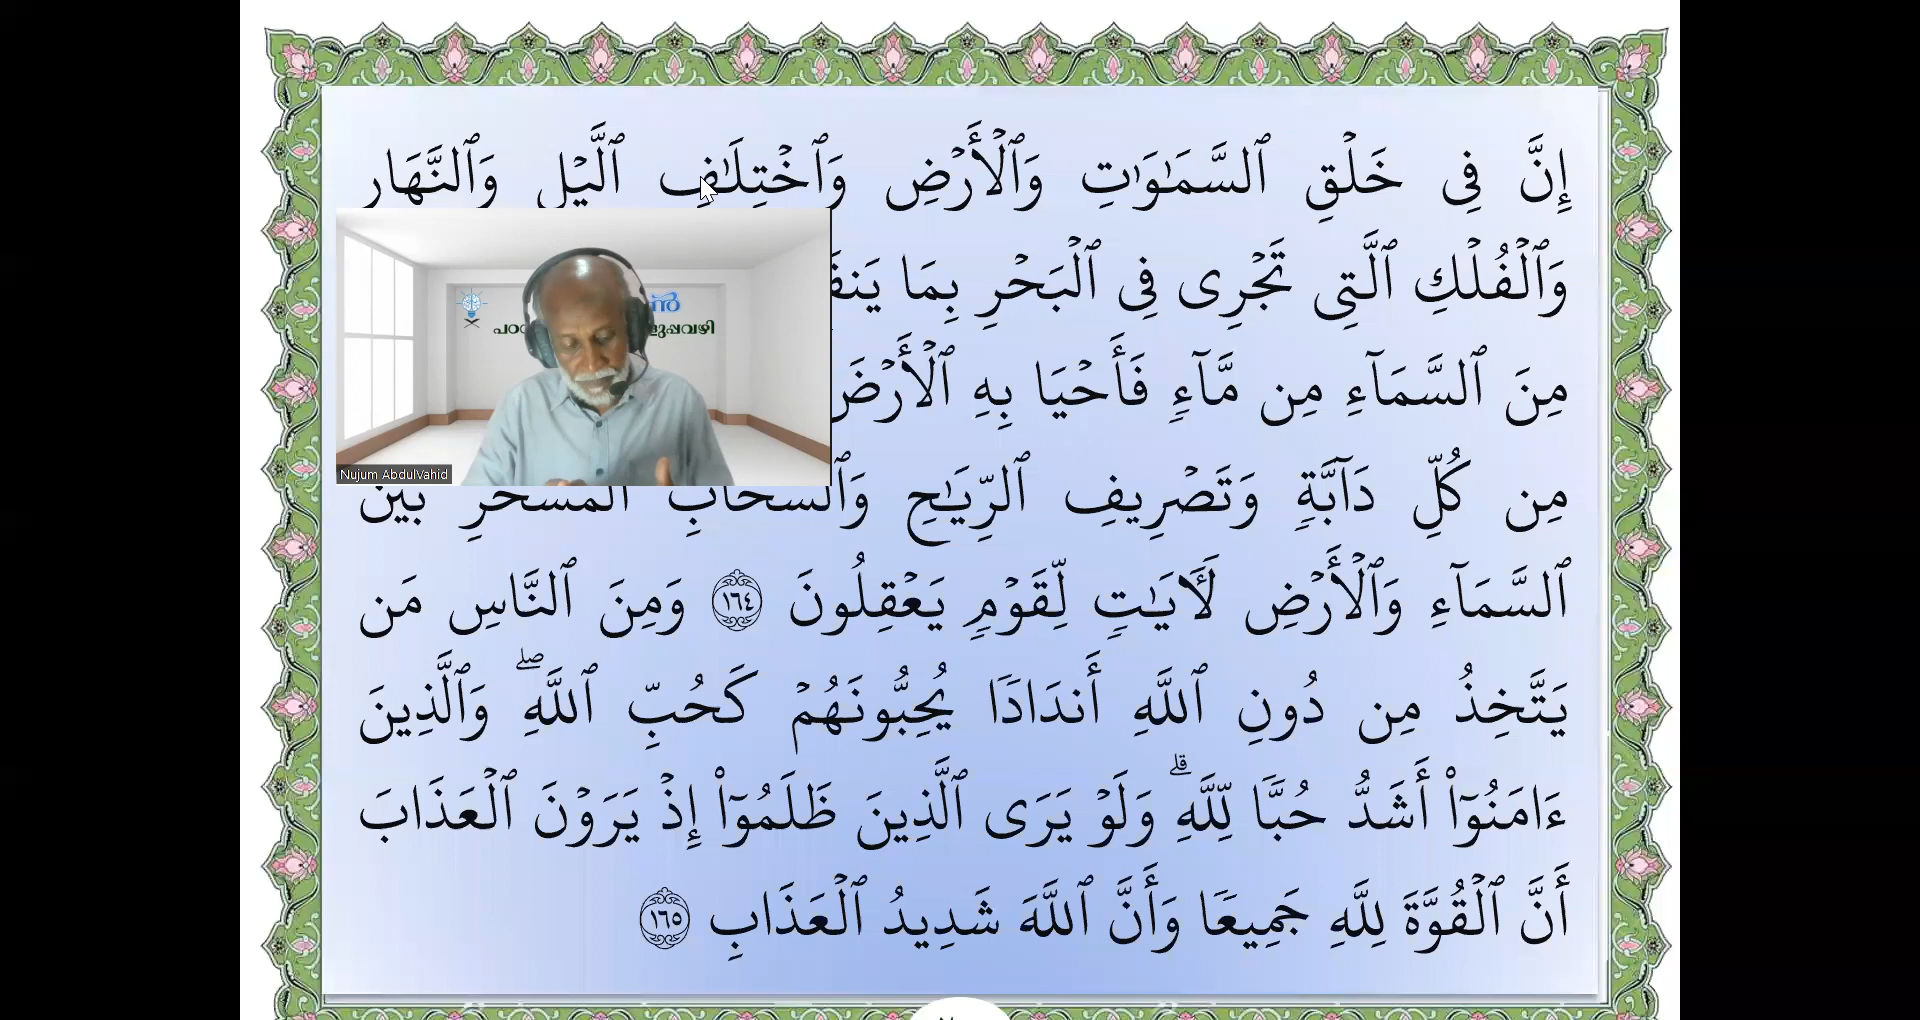 إِنَّ فِى خَلْقِ ٱلسَّمَٰوَٰتِ وَٱلْأَرْضِ وَٱخْتِلَٰفِ ٱلَّيْلِ وَٱلنَّهَارِ
وَٱلْفُلْكِ ٱلَّتِى تَجْرِى فِى ٱلْبَحْرِ بِمَا
مِنَ ٱلسَّمَآءِ مِن مَّآءٍ فَأَحْيَا بِهِ ٱلْأَرْضَ
مِن كُلِّ دَآبَّةٍ وَتَصْرِيفِ ٱلرِّيَٰحِ وَٱلسَّحَابِ ٱلْمُسَخَّرِ بَيْنَ
ٱلسَّمَآءِ وَٱلْأَرْضِ لَءَايَٰتٍ لِّقَوْمٍ يَعْقِلُونَ ١٦٤ وَمِنَ ٱلنَّاسِ مَن
يَتَّخِذُ مِن دُونِ ٱللَّهِ أَندَادًا يُحِبُّونَهُمْ كَحُبِّ ٱللَّهِ ۖ وَٱلَّذِينَ
ءَامَنُوٓا۟ أَشَدُّ حُبًّا لِّلَّهِ ۗ وَلَوْ يَرَى ٱلَّذِينَ ظَلَمُوٓا۟ إِذْ يَرَوْنَ ٱلْعَذَابَ
أَنَّ ٱلْقُوَّةَ لِلَّهِ جَمِيعًا وَأَنَّ ٱللَّهَ شَدِيدُ ٱلْعَذَابِ ١٦٥
Nujum AbdulVahid